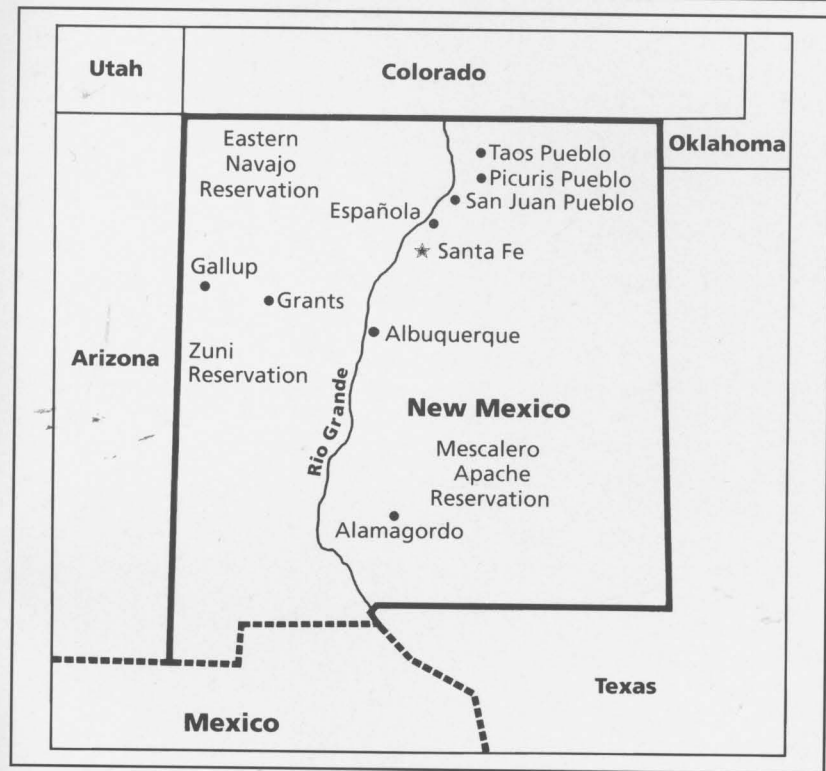 Utah
Colorado
Oklahoma
Eastern
Navajo
Reservation
Taos Pueblo
Picuris Pueblo
San Juan Pueblo
Española
Santa Fe
Gallup
Grants
Arizona
Zuni
Reservation
Albuquerque
Rio Grande
New Mexico
Mescalero
Apache
Reservation
Alamagordo
Texas
Mexico